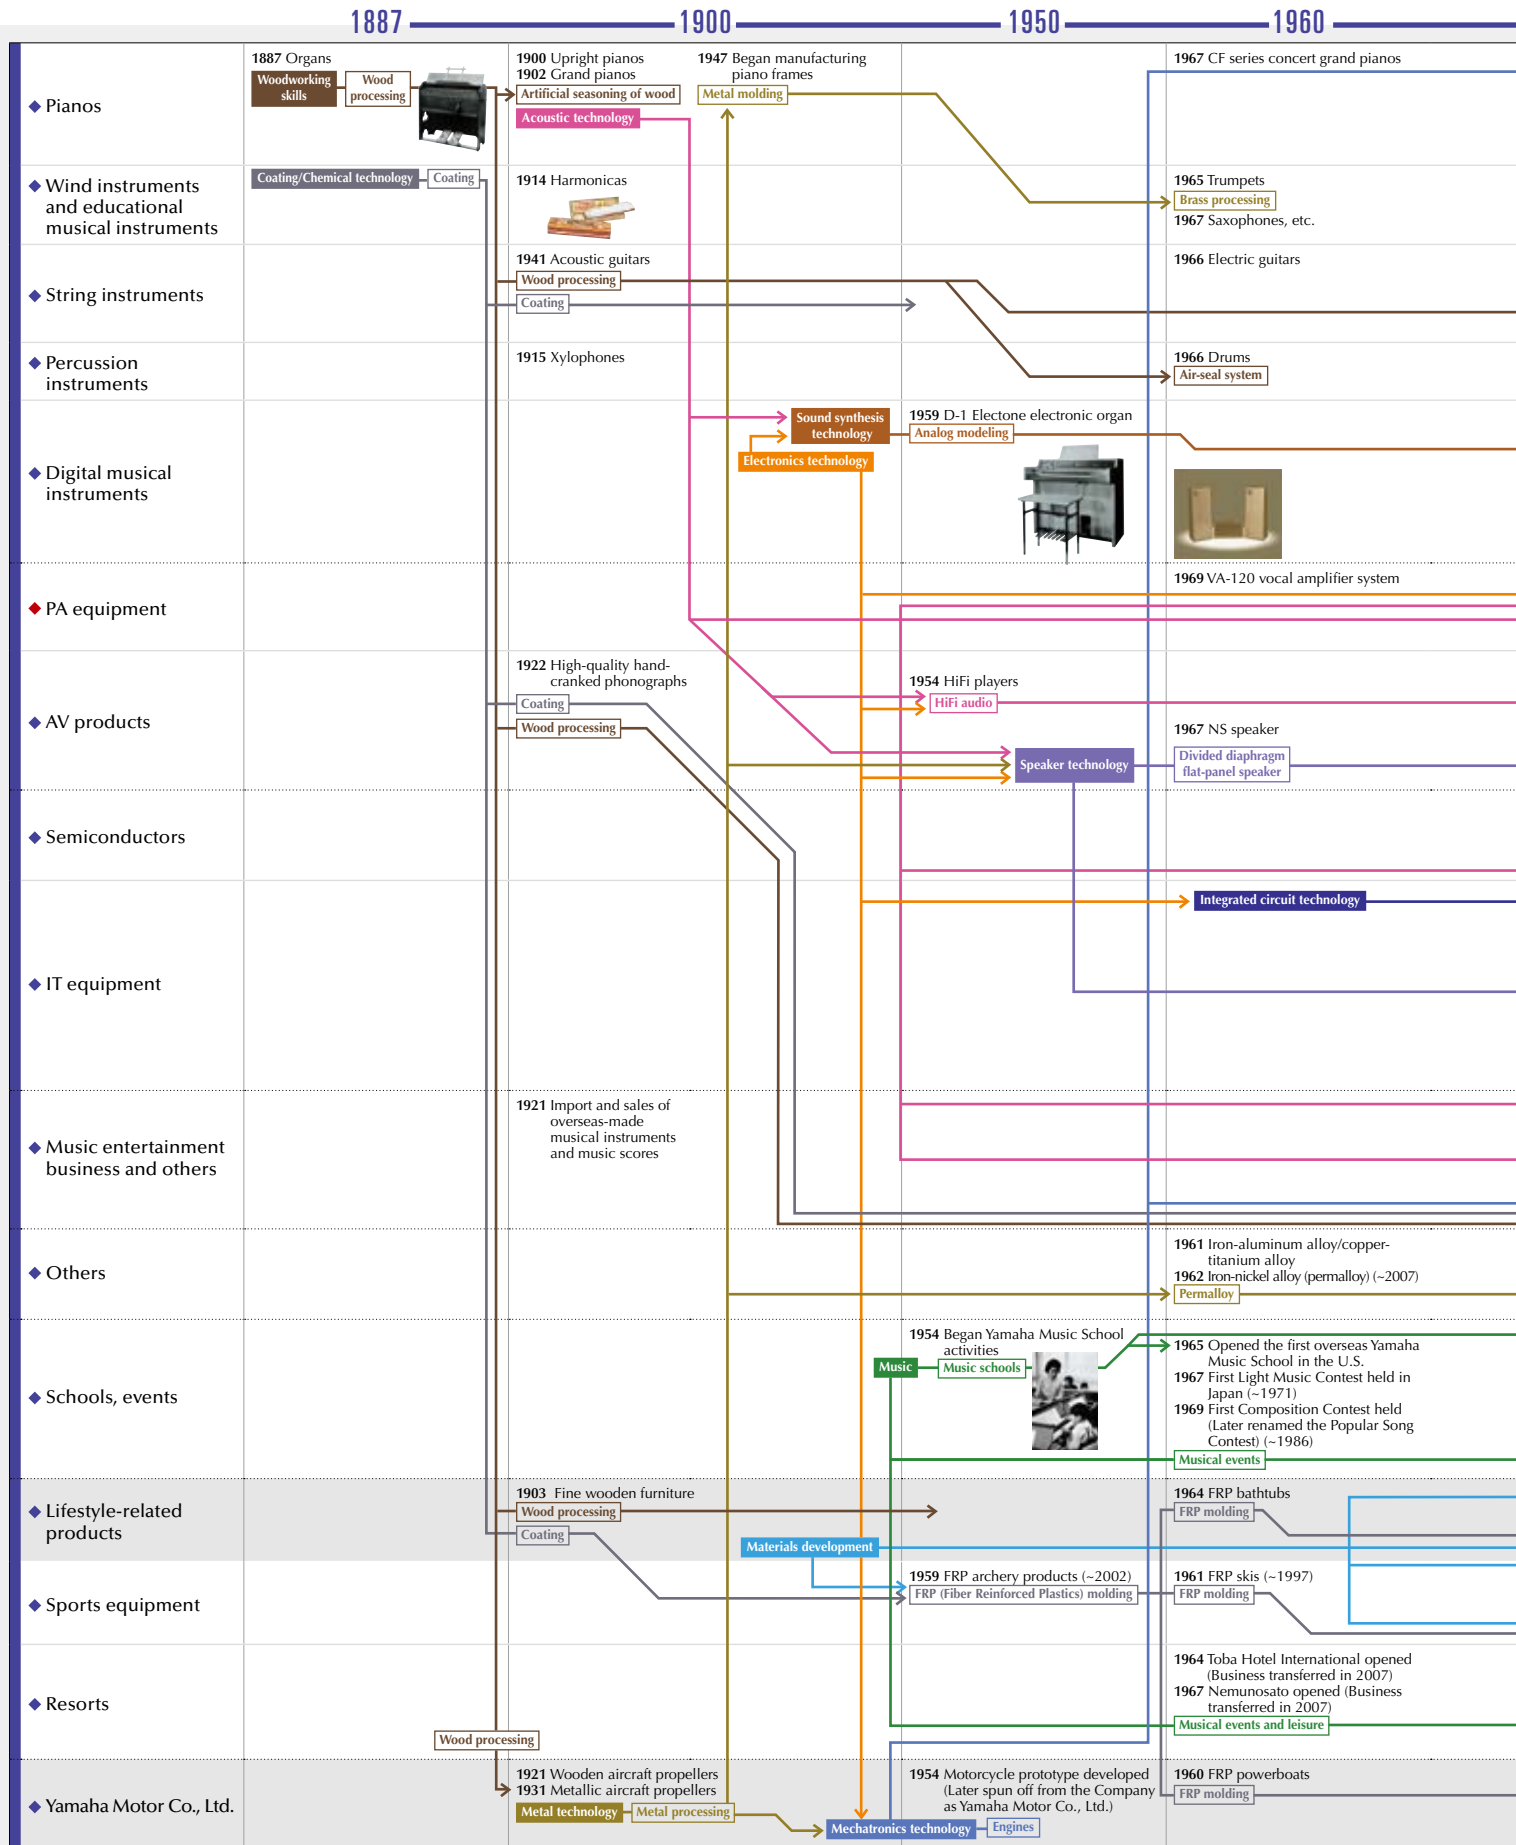 1887 1900 1950 1960
Pianos
1887 Organs
Woodworking
skills
Wood
processing
1900 Upright pianos
1902 Grand pianos
Artificial seasoning of wood
Acoustic technology
1947 Began manufacturing
piano frames
Metal molding
1967 CF series concert grand pianos
Wind instruments
and educational
musical instruments
Coating/Chemical technology
Coating
1914 Harmonicas
1965 Trumpets
Brass processing
1967 Saxophones, etc.
String instruments
1941 Acoustic guitars
Wood processing
Coating
1966 Electric guitars
Percussion
instruments
1915 Xylophones
1966 Drums
Air-seal system
Digital musical
instruments
Sound synthesis
technology
Electronics technology
1959 D-1 Electone electronic organ
Analog modeling
PA equipment
1969 VA-120 vocal amplifier system
AV products
1922 High-quality hand-
cranked phonographs
Coating
Wood processing
1954 HiFi players
HiFi audio
Speaker technology
1967 NS speaker
Divided diaphragm
flat-panel speaker
Semiconductors
Integrated circuit technology
IT equipment
Music entertainment
business and others
1921 Import and sales of
overseas-made
musical instruments
and music scores
Others
1961 Iron-aluminum alloy/copper-
titanium alloy
1962 Iron-nickel alloy (permalloy) (~2007)
Permalloy
Schools, events
Music
1954 Began Yamaha Music School
activities
Music schools
1965 Opened the first overseas Yamaha
Music School in the U.S.
1967 First Light Music Contest held in
Japan (~1971)
1969 First Composition Contest held
(Later renamed the Popular Song
Contest) (~1986)
Musical events
Lifestyle-related
products
1903 Fine wooden furniture
Wood processing
Coating
Materials development
1964 FRP bathtubs
FRP molding
Sports equipment
1959 FRP archery products (~2002)
FRP (Fiber Reinforced Plastics) molding
1961 FRP skis (~1997)
FRP molding
Resorts
Wood processing
1964 Toba Hotel International opened
(Business transferred in 2007)
1967 Nemunosato opened (Business
transferred in 2007)
Musical events and leisure
Yamaha Motor Co., Ltd.
1921 Wooden aircraft propellers
1931 Metallic aircraft propellers
Metal technology
Metal processing
1954 Motorcycle prototype developed
(Later spun off from the Company
as Yamaha Motor Co., Ltd.)
Mechatronics technology
Engines
1960 FRP powerboats
FRP molding